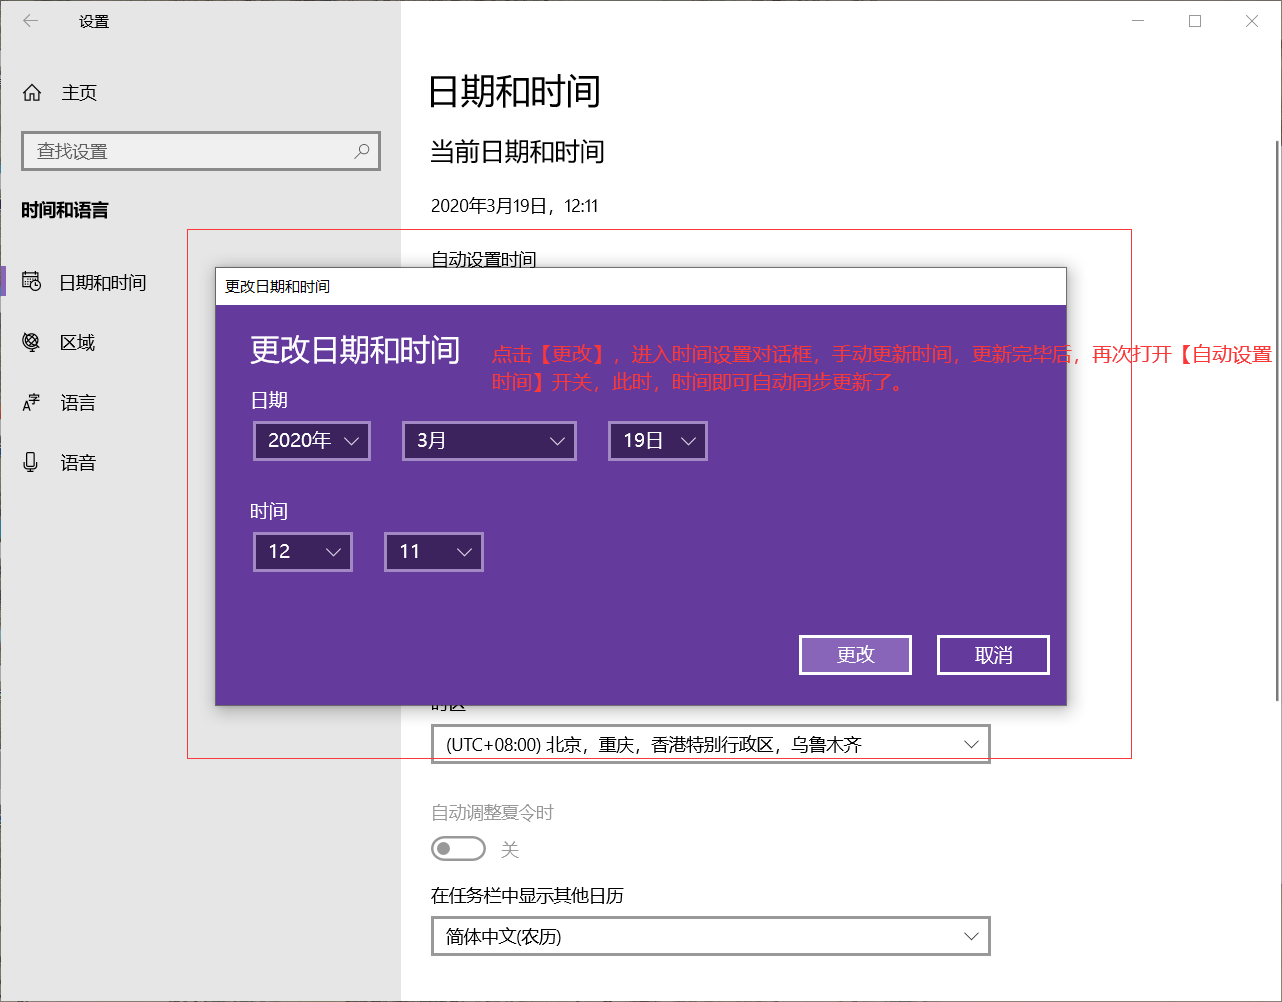 设置
主页
查找设置
时间和语言
日期和时间
区域
语言
语音
日期和时间
当前日期和时间
2020年3月19日，12:11
自动设置时间
更改日期和时间
更改日期和时间
点击【更改】，进入时间设置对话框，手动更新时间，更新完毕后，再次打开【自动设置
时间】开关，此时，时间即可自动同步更新了。
日期
2020年 3月 19日
时间
12 11
更改 取消
时区
(UTC+08:00) 北京，重庆，香港特别行政区，乌鲁木齐
自动调整夏令时
关
在任务栏中显示其他日历
简体中文(农历)